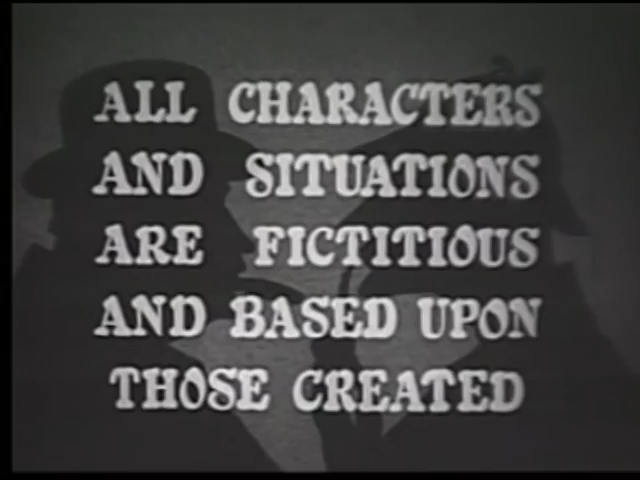 ALL CHARACTERS
AND SITUATIONS
ARE FICTITIOUS
AND BASED UPON
THOSE CREATED